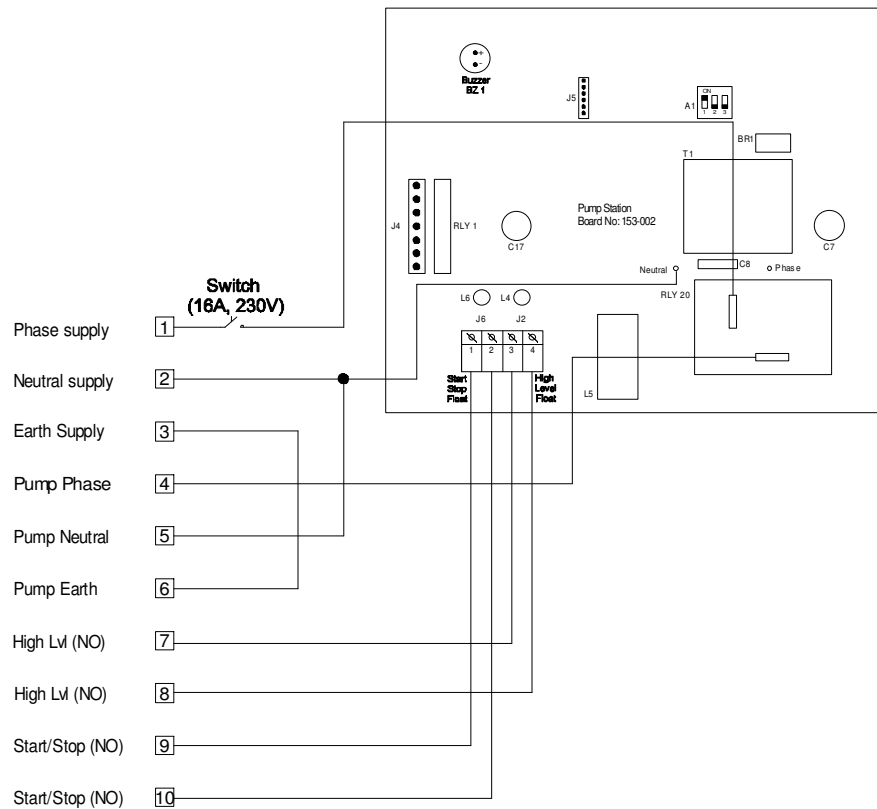 +
-
Buzzer
BZ 1
J5
A1
ON
1 2 3
BR1
T1
J4
RLY 1
C17
Pump Station
Board No: 153-002
C7
Neutral
C8
Phase
RLY 20
L6
L4
J6
J2
1 2 3 4
Start
Stop
Float
High
Level
Float
L5
Switch
(16A, 230V)
Phase supply 1
Neutral supply 2
Earth Supply 3
Pump Phase 4
Pump Neutral 5
Pump Earth 6
High Lvl (NO) 7
High Lvl (NO) 8
Start/Stop (NO) 9
Start/Stop (NO) 10